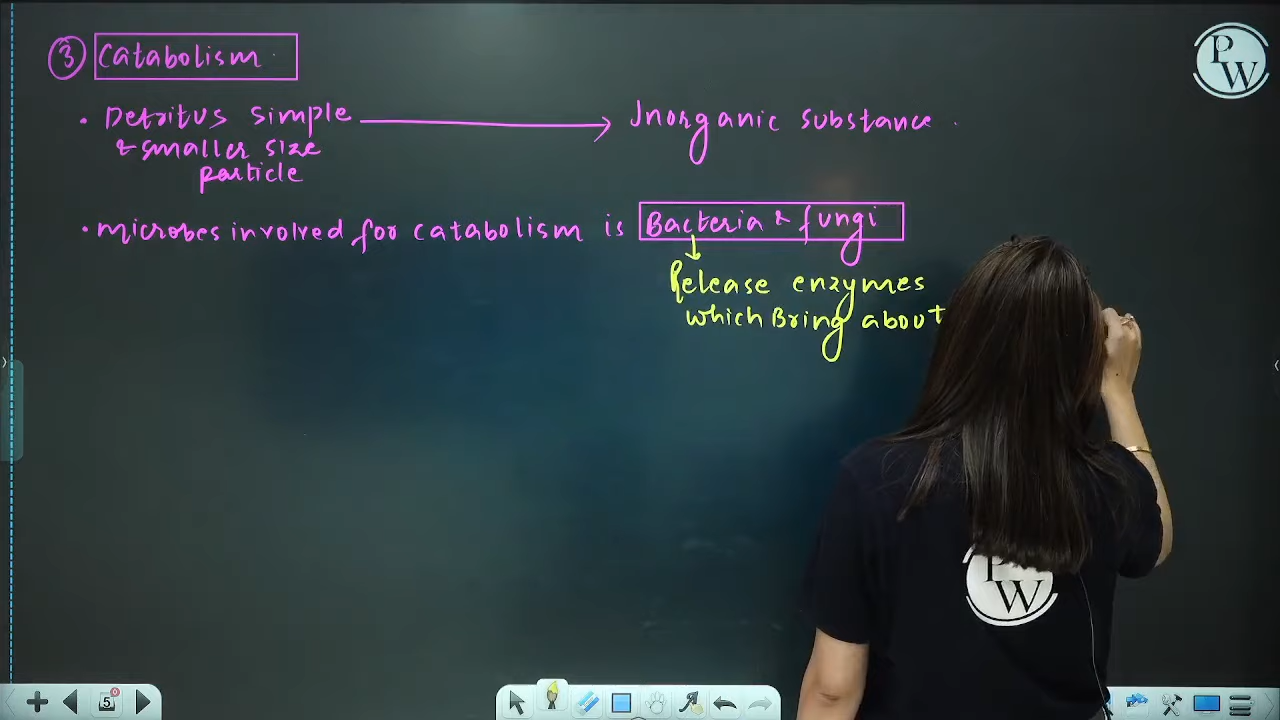 ③ Catabolism
• Detritus simple → Inorganic substance.
& smaller size
particle
• microbes involved for catabolism is Bacteria & fungi
↓
Release enzymes
which Bring about
PW
PW
5